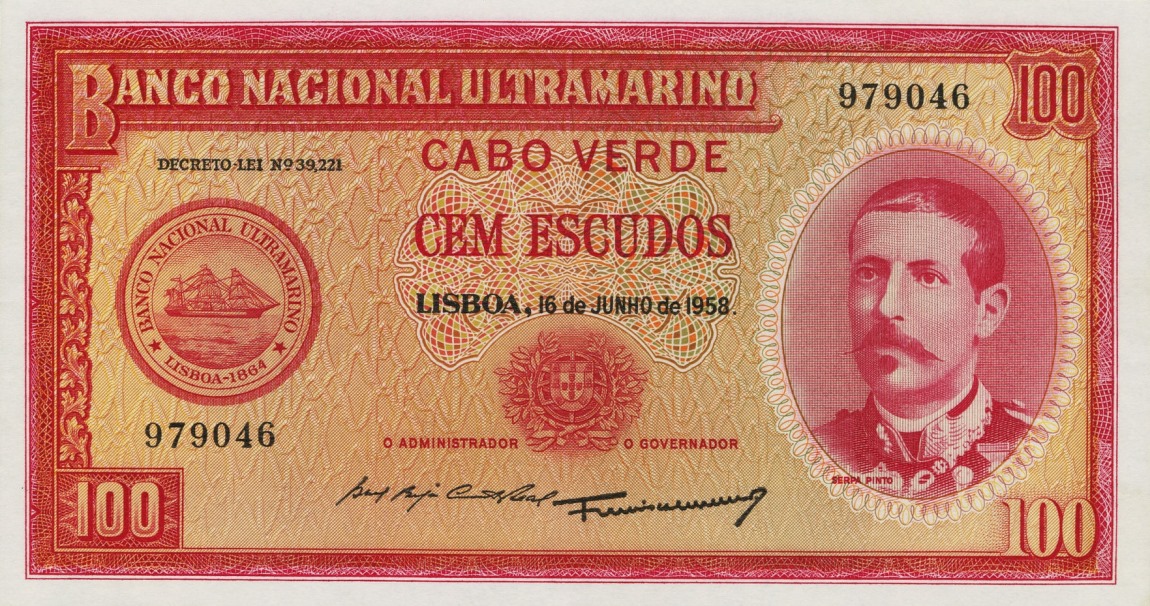 BANCO NACIONAL ULTRAMARINO
979046
100
DECRETO-LEI Nº 39,221
CABO VERDE
CEM ESCUDOS
BANCO NACIONAL ULTRAMARINO
LISBOA-1864
LISBOA, 16 de JUNHO de 1958.
979046
O ADMINISTRADOR
O GOVERNADOR
SERPA PINTO
100
100